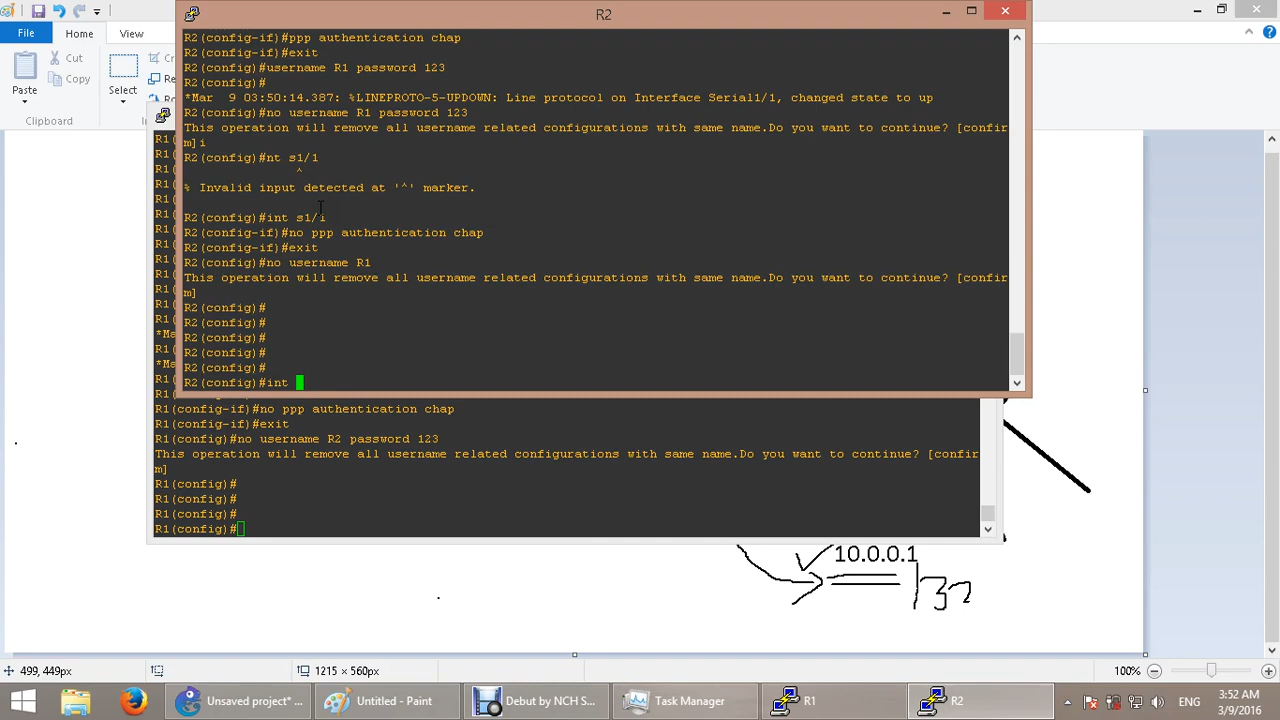 R2
File
Home
View
Cut
Copy
Paste
Clipboard
Select
R2(config-if)#ppp authentication chap
R2(config-if)#exit
R2(config)#username R1 password 123
R2(config)#
*Mar  9 03:50:14.387: %LINEPROTO-5-UPDOWN: Line protocol on Interface Serial1/1, changed state to up
R2(config)#no username R1 password 123
This operation will remove all username related configurations with same name.Do you want to continue? [confir
m]i
R2(config)#nt s1/1
^
% Invalid input detected at '^' marker.
R2(config)#int s1/i
R2(config-if)#no ppp authentication chap
R2(config-if)#exit
R2(config)#no username R1
This operation will remove all username related configurations with same name.Do you want to continue? [confir
m]
R2(config)#
R2(config)#
R2(config)#
R2(config)#
R2(config)#
R2(config)#int
R1(config-if)#no ppp authentication chap
R1(config-if)#exit
R1(config)#no username R2 password 123
This operation will remove all username related configurations with same name.Do you want to continue? [confir
m]
R1(config)#
R1(config)#
R1(config)#
R1(config)#
10.0.0.1
132
499, 449px
1215 × 560px
100%
Unsaved project*...
Untitled - Paint
Debut by NCH S...
Task Manager
R1
R2
3:52 AM
3/9/2016